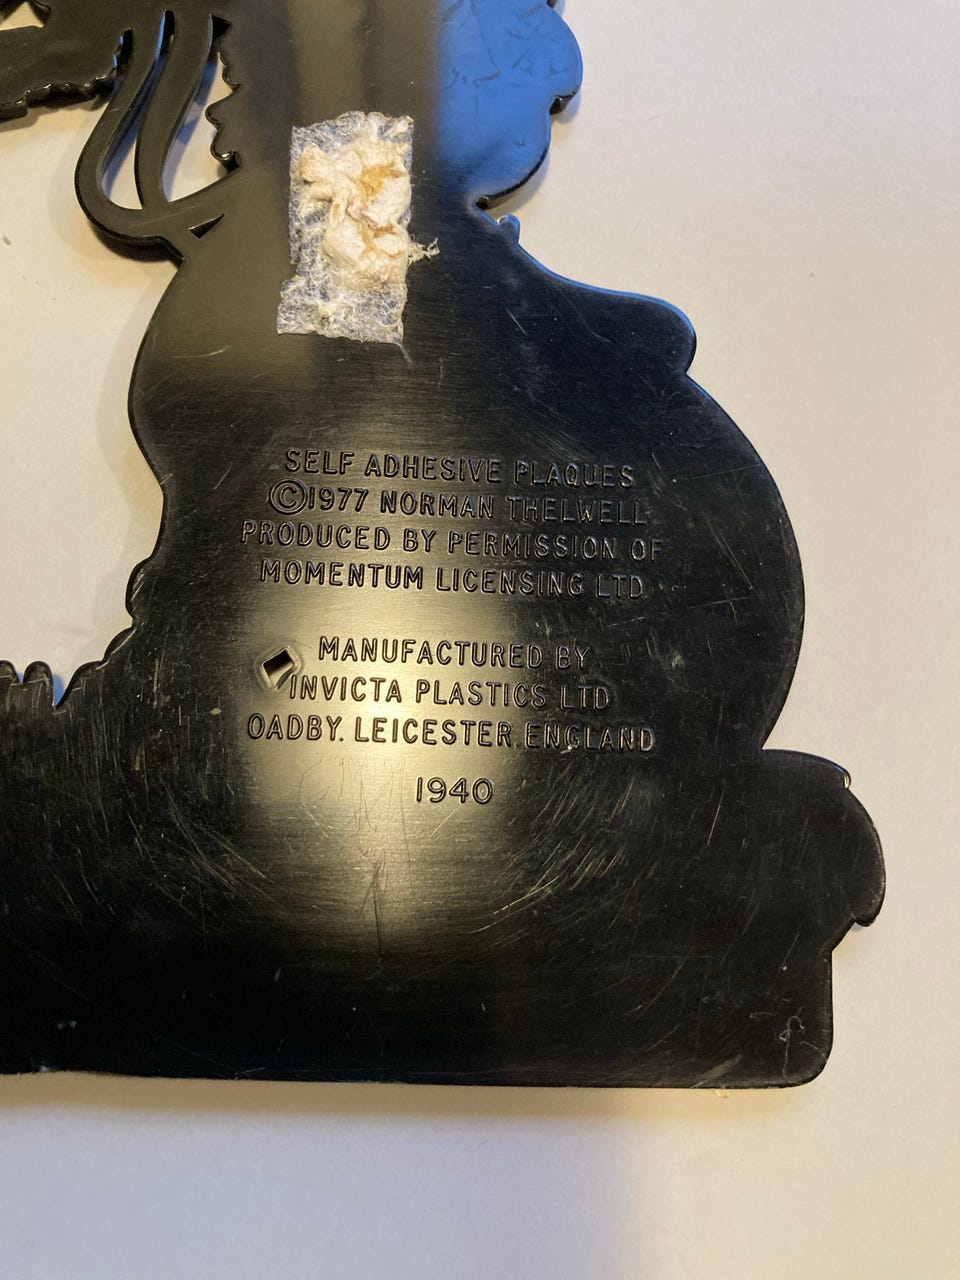 SELF ADHESIVE PLAQUES
©1977 NORMAN THELWELL
PRODUCED BY PERMISSION OF
MOMENTUM LICENSING LTD
MANUFACTURED BY
INVICTA PLASTICS LTD
OADBY. LEICESTER. ENGLAND
1940